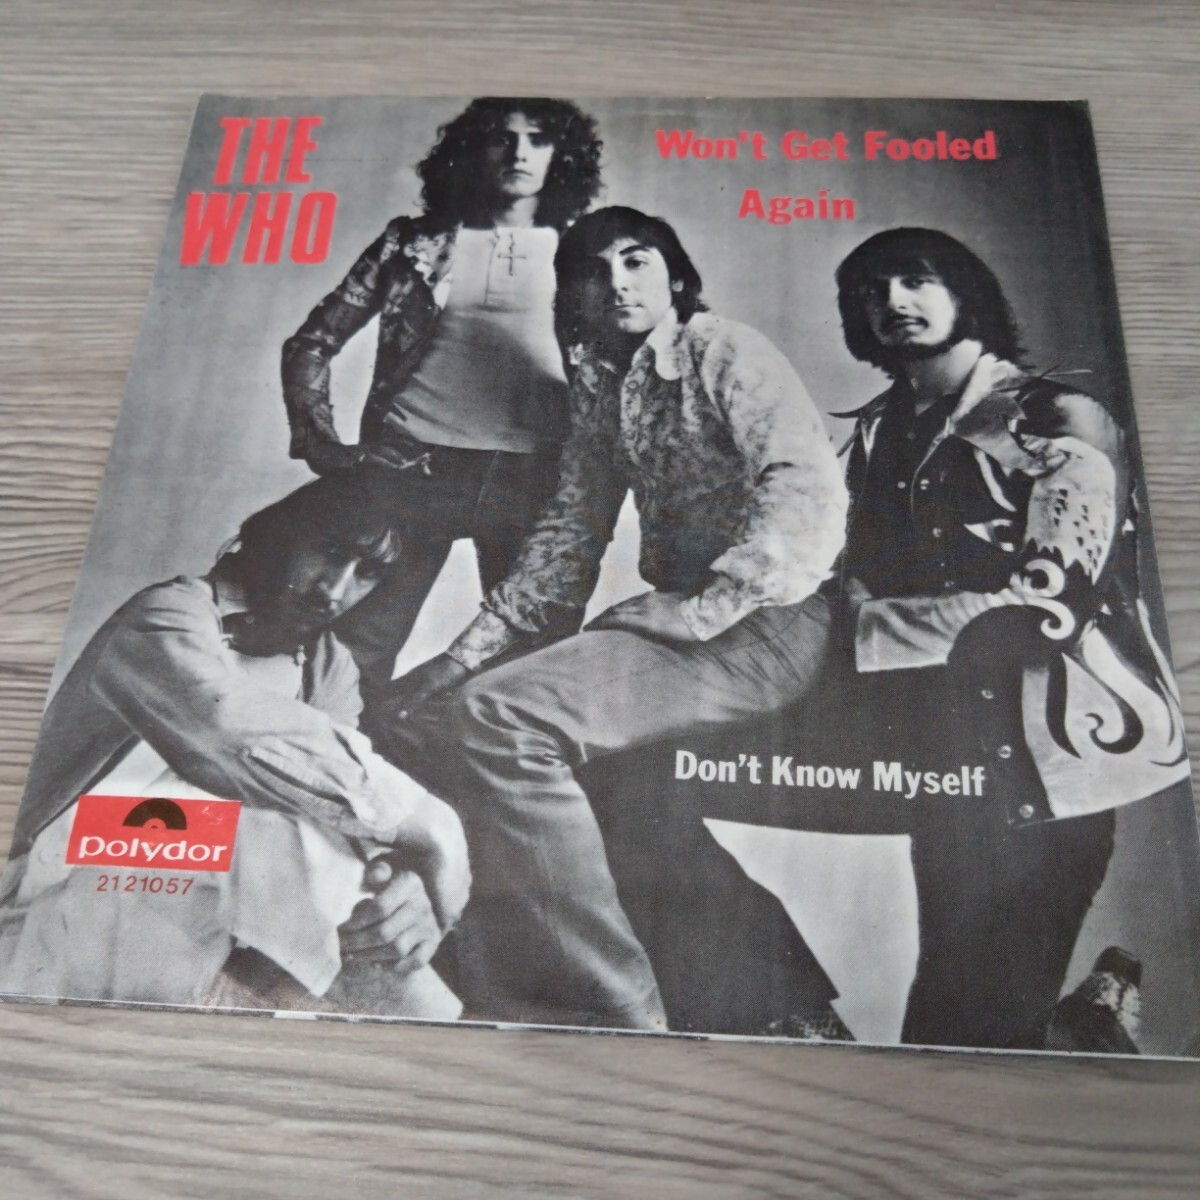 THE
WHO
Won't Get Fooled
Again
Don't Know Myself
polydor
2121057